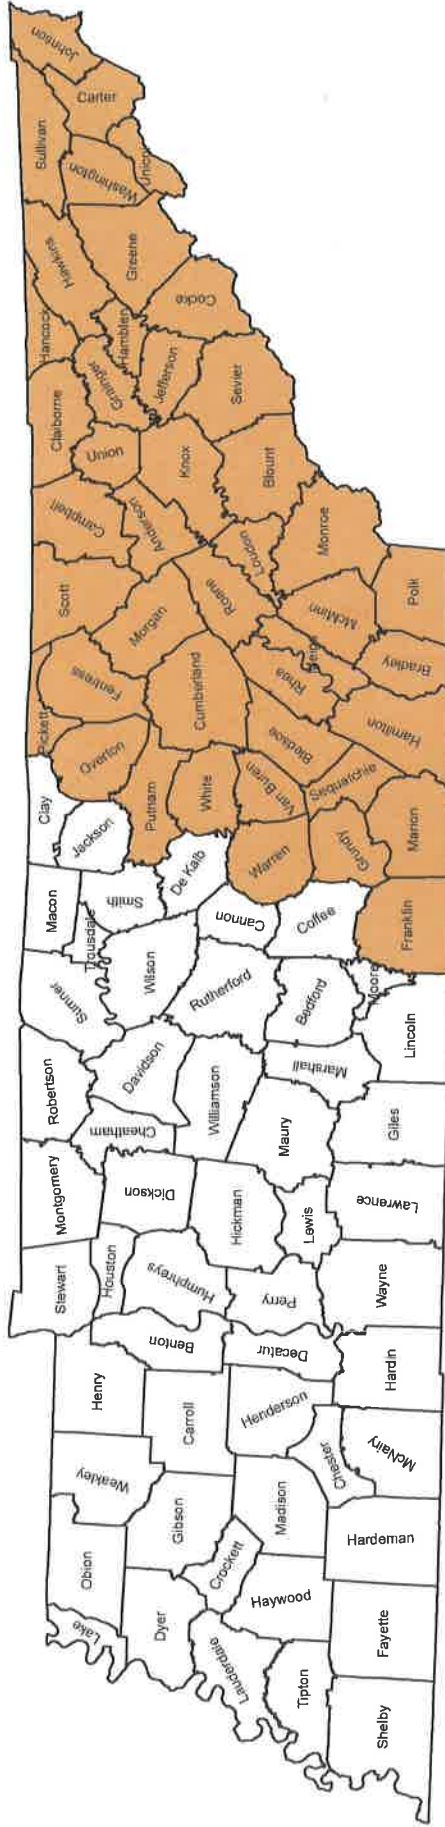 Johnson
Carter
Sullivan
Washington
Union
Greene
Hawkins
Cocke
Hancock
Hamblen
Grainger
Jefferson
Sevier
Claiborne
Union
Knox
Blount
Campbell
Anderson
Loudon
Monroe
Scott
Morgan
Roane
McMinn
Polk
Meigs
Bradley
Rhea
Hamilton
Fentress
Cumberland
Pickett
Overton
Bledsoe
Putnam
White
Van Buren
Sequatchie
Marion
Grundy
Warren
Franklin
Clay
Jackson
De Kalb
Smith
Macon
Trousdale
Cannon
Coffee
Wilson
Sumner
Rutherford
Bedford
Moore
Lincoln
Robertson
Davidson
Cheatham
Williamson
Marshall
Maury
Giles
Montgomery
Dickson
Hickman
Lewis
Lawrence
Stewart
Houston
Humphreys
Perry
Wayne
Benton
Decatur
Hardin
Henry
Carroll
Henderson
Chester
McNairy
Weakley
Gibson
Madison
Hardeman
Obion
Crockett
Haywood
Lake
Dyer
Lauderdale
Tipton
Fayette
Shelby